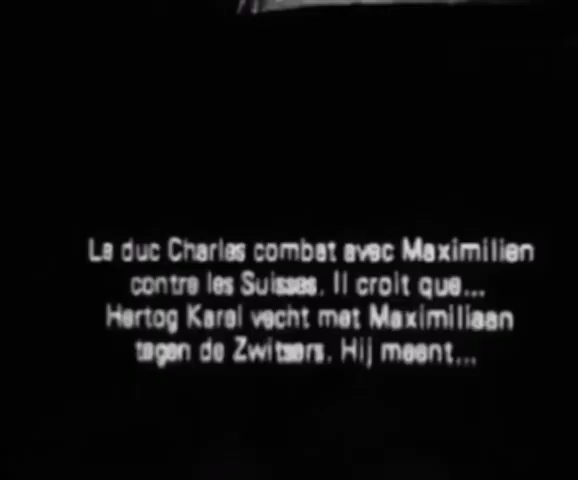 Le duc Charles combat avec Maximilien
contre les Suisses. Il croit que...
Hertog Karel vecht met Maximiliaan
tegen de Zwitsers. Hij meent...